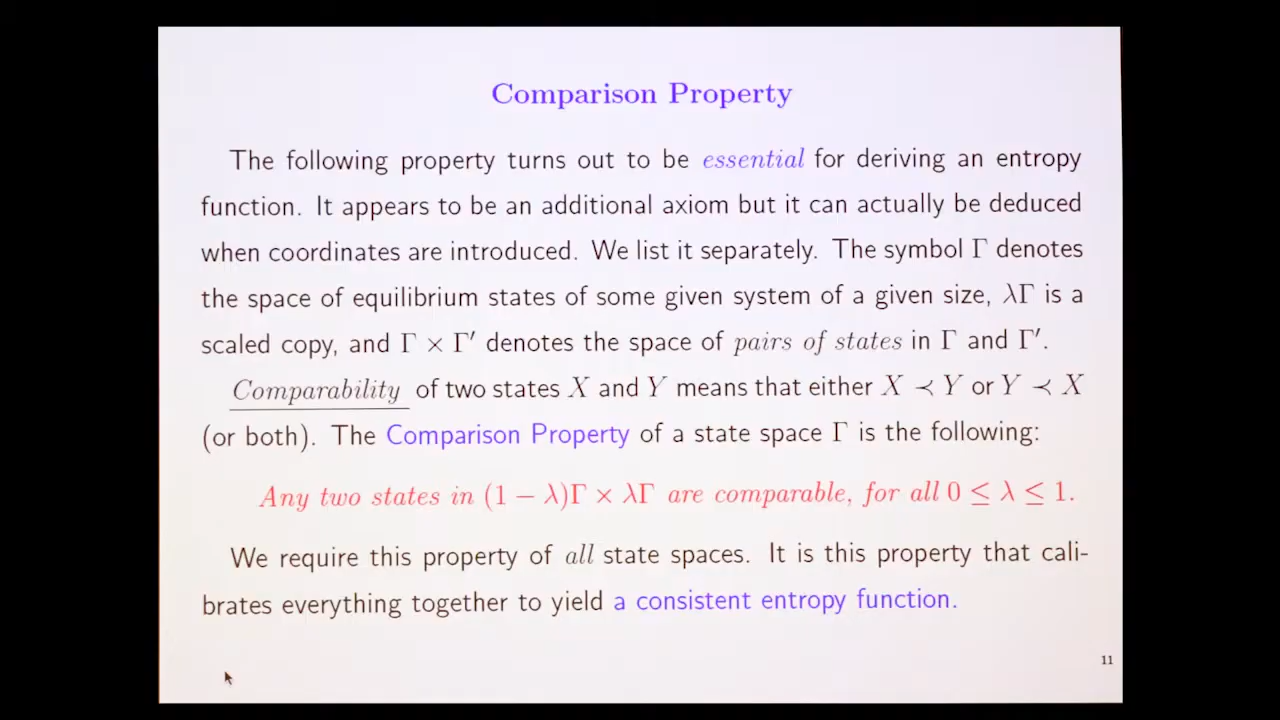 Comparison Property
The following property turns out to be essential for deriving an entropy
function. It appears to be an additional axiom but it can actually be deduced
when coordinates are introduced. We list it separately. The symbol Γ denotes
the space of equilibrium states of some given system of a given size, λΓ is a
scaled copy, and Γ × Γ′ denotes the space of pairs of states in Γ and Γ′.
Comparability of two states X and Y means that either X ≺ Y or Y ≺ X
(or both). The Comparison Property of a state space Γ is the following:
Any two states in (1 − λ)Γ × λΓ are comparable, for all 0 ≤ λ ≤ 1.
We require this property of all state spaces. It is this property that cali-
brates everything together to yield a consistent entropy function.
11